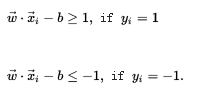 w⃗ · x⃗ᵢ − b ≥ 1, if yᵢ = 1
w⃗ · x⃗ᵢ − b ≤ −1, if yᵢ = −1.